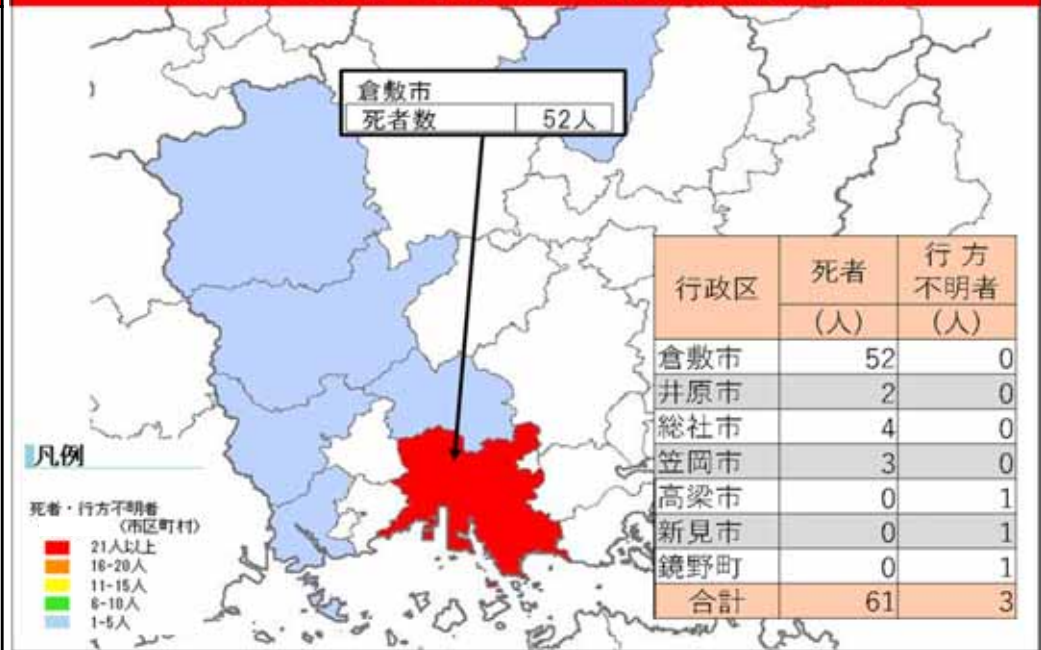 倉敷市
死者数 52人
行政区 死者 行方不明者
(人) (人)
倉敷市 52 0
井原市 2 0
総社市 4 0
笠岡市 3 0
高梁市 0 1
新見市 0 1
鏡野町 0 1
合計 61 3
凡例
死者・行方不明者
(市区町村)
21人以上
16-20人
11-15人
6-10人
1-5人